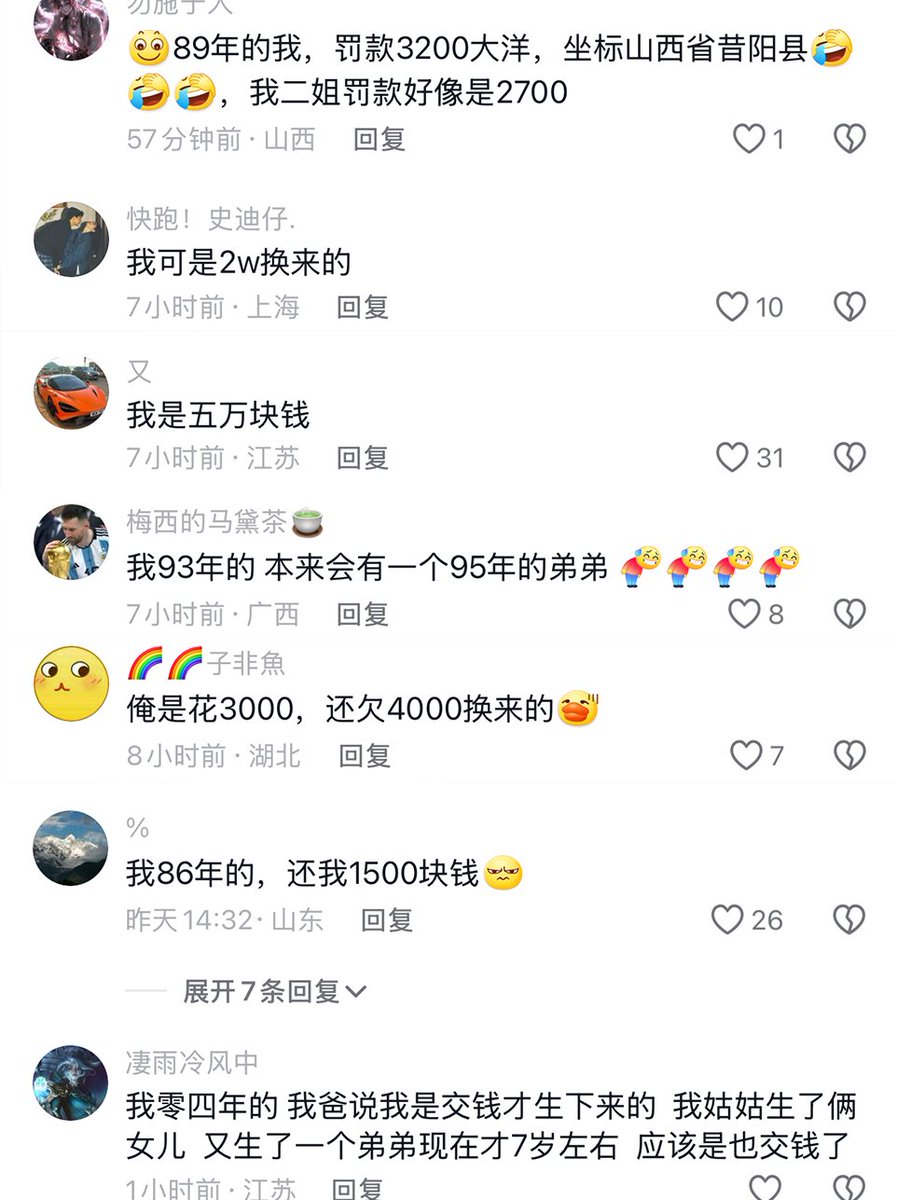 勿施于人
89年的我，罚款3200大洋，坐标山西省昔阳县
，我二姐罚款好像是2700
57分钟前·山西 回复 1
快跑！史迪仔.
我可是2w换来的
7小时前·上海 回复 10
又
我是五万块钱
7小时前·江苏 回复 31
梅西的马黛茶🍵
我93年的 本来会有一个95年的弟弟
7小时前·广西 回复 8
🌈🌈子非魚
俺是花3000，还欠4000换来的
8小时前·湖北 回复 7
%
我86年的，还我1500块钱
昨天14:32·山东 回复 26
展开7条回复
凄雨冷风中
我零四年的 我爸说我是交钱才生下来的 我姑姑生了俩
女儿 又生了一个弟弟现在才7岁左右 应该是也交钱了
1小时前·江苏 回复